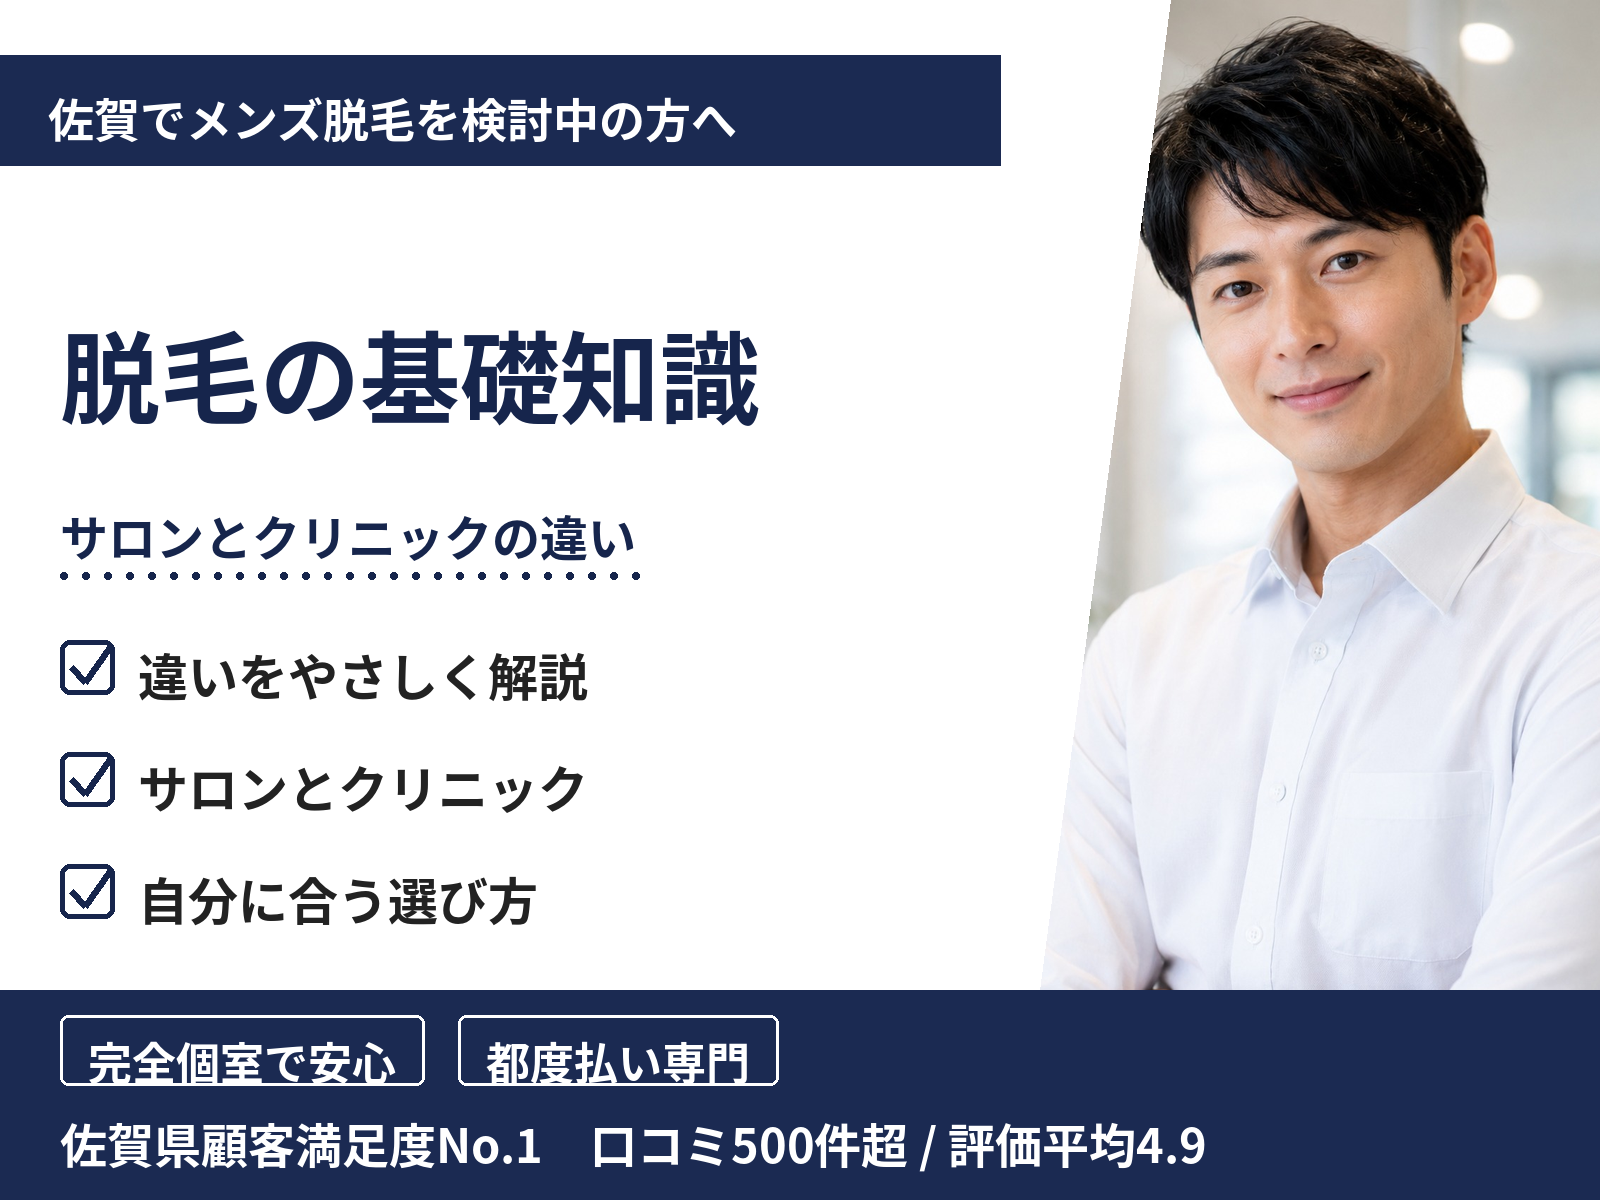 佐賀でメンズ脱毛を検討中の方へ
脱毛の基礎知識
サロンとクリニックの違い
違いをやさしく解説
サロンとクリニック
自分に合う選び方
完全個室で安心 都度払い専門
佐賀県顧客満足度No.1 口コミ500件超 / 評価平均4.9